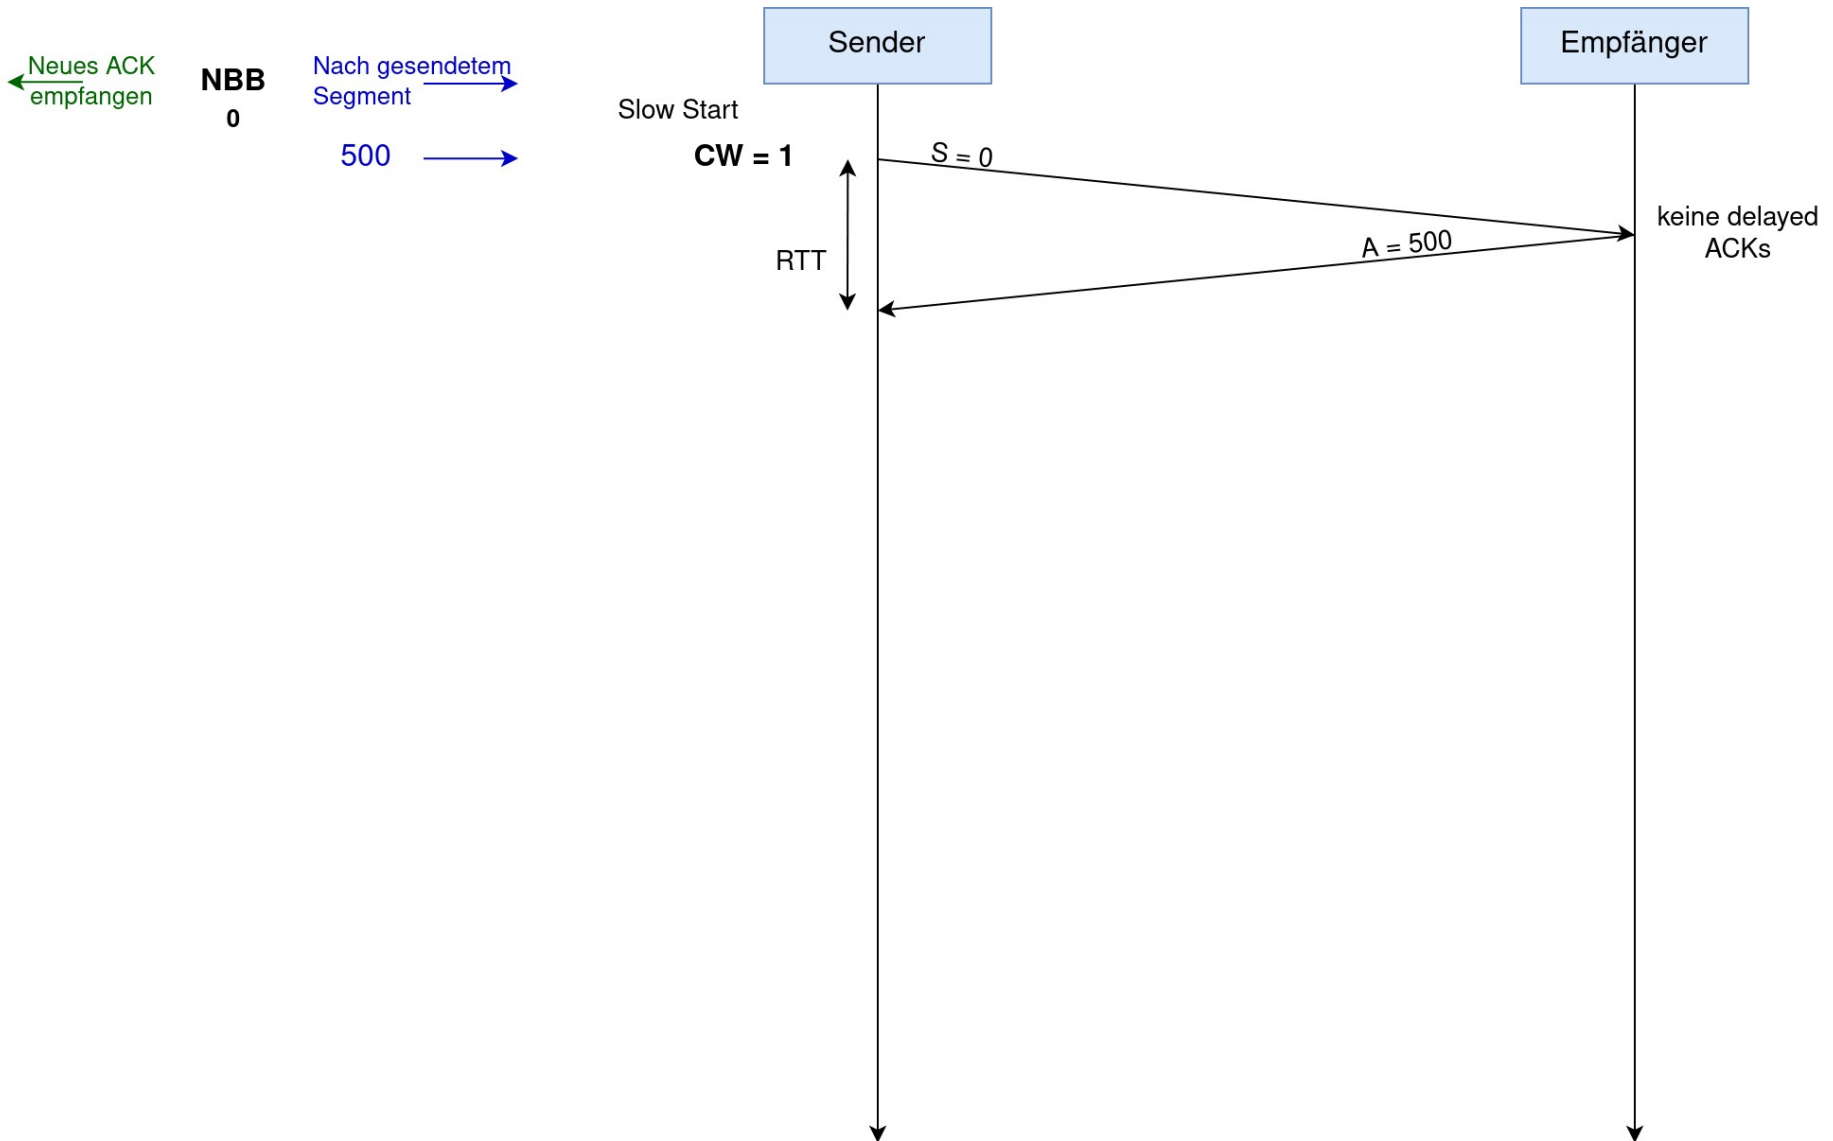 Sender
Empfänger
Neues ACK
empfangen
NBB
0
Nach gesendetem
Segment
Slow Start
500
CW = 1
S = 0
RTT
A = 500
keine delayed
ACKs